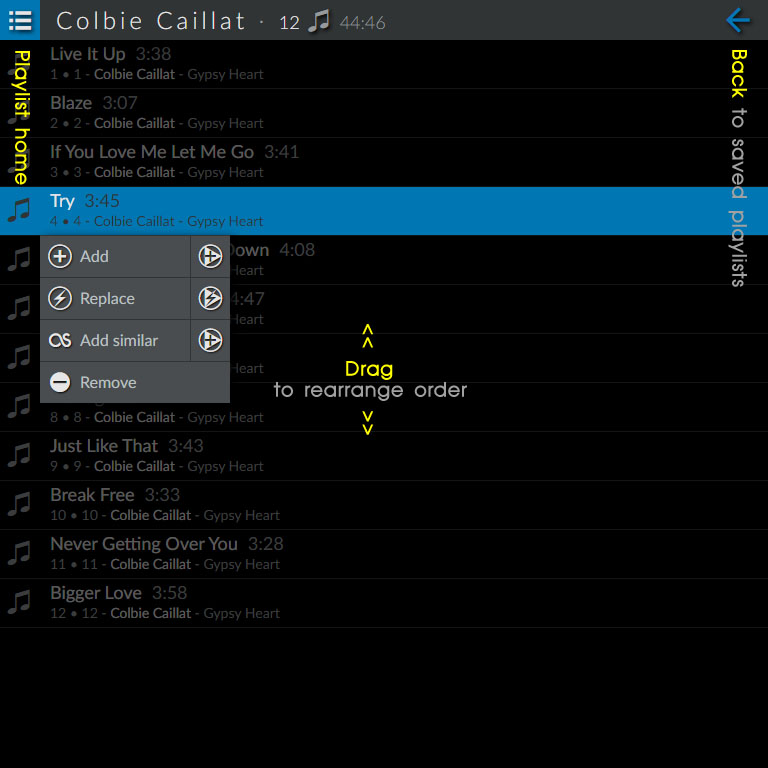 Colbie Caillat · 12 44:46
Playlist home
Back to saved playlists
Live It Up 3:38
1 • 1 - Colbie Caillat - Gypsy Heart
Blaze 3:07
2 • 2 - Colbie Caillat - Gypsy Heart
If You Love Me Let Me Go 3:41
3 • 3 - Colbie Caillat - Gypsy Heart
Try 3:45
4 • 4 - Colbie Caillat - Gypsy Heart
Down 4:08
Heart
4:47
Heart
Heart
Add
Replace
Add similar
Remove
Drag
to rearrange order
8 • 8 - Colbie Caillat - Gypsy Heart
Just Like That 3:43
9 • 9 - Colbie Caillat - Gypsy Heart
Break Free 3:33
10 • 10 - Colbie Caillat - Gypsy Heart
Never Getting Over You 3:28
11 • 11 - Colbie Caillat - Gypsy Heart
Bigger Love 3:58
12 • 12 - Colbie Caillat - Gypsy Heart